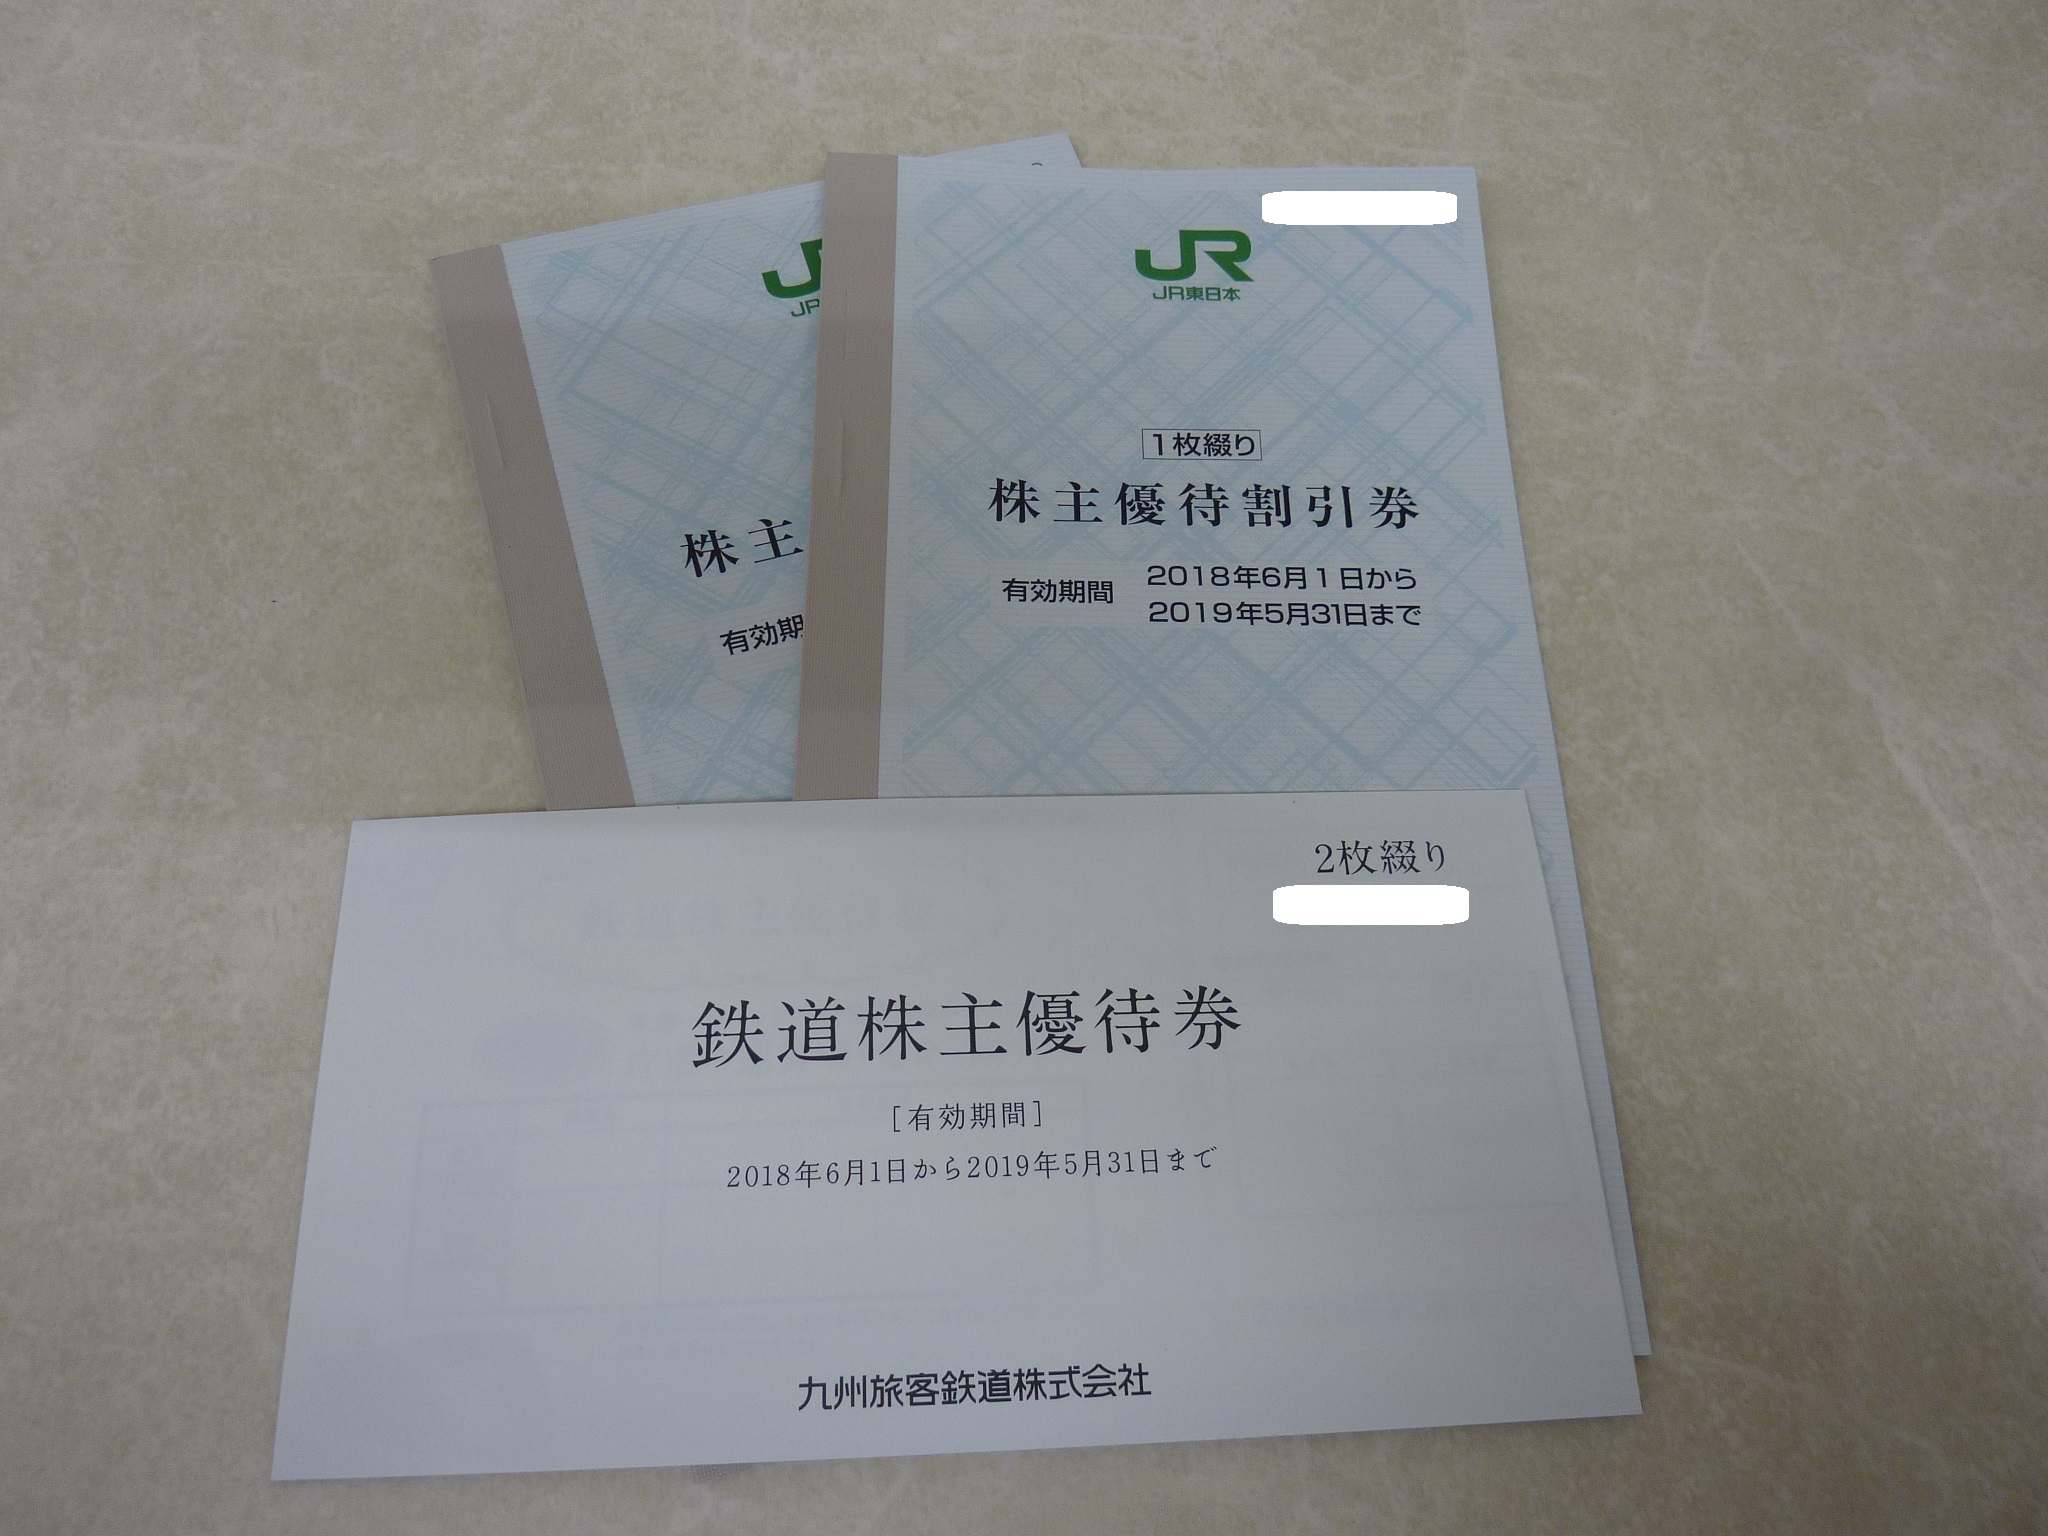 JR
JR
株主
有効期
JR
JR東日本
1枚綴り
株主優待割引券
有効期間
2018年6月1日から
2019年5月31日まで
2枚綴り
鉄道株主優待券
[有効期間]
2018年6月1日から2019年5月31日まで
九州旅客鉄道株式会社